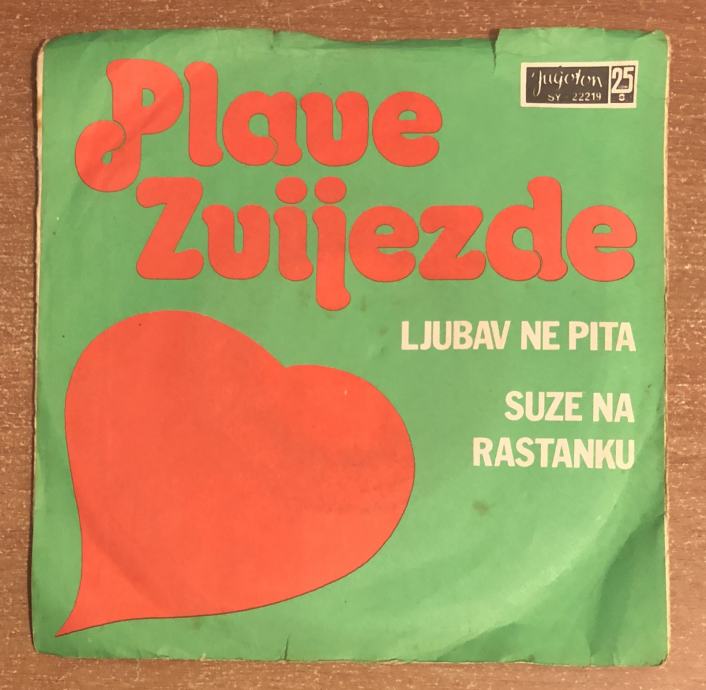 Plave
Zvijezde
Jugoton 25
SY - 22219
LJUBAV NE PITA
SUZE NA
RASTANKU